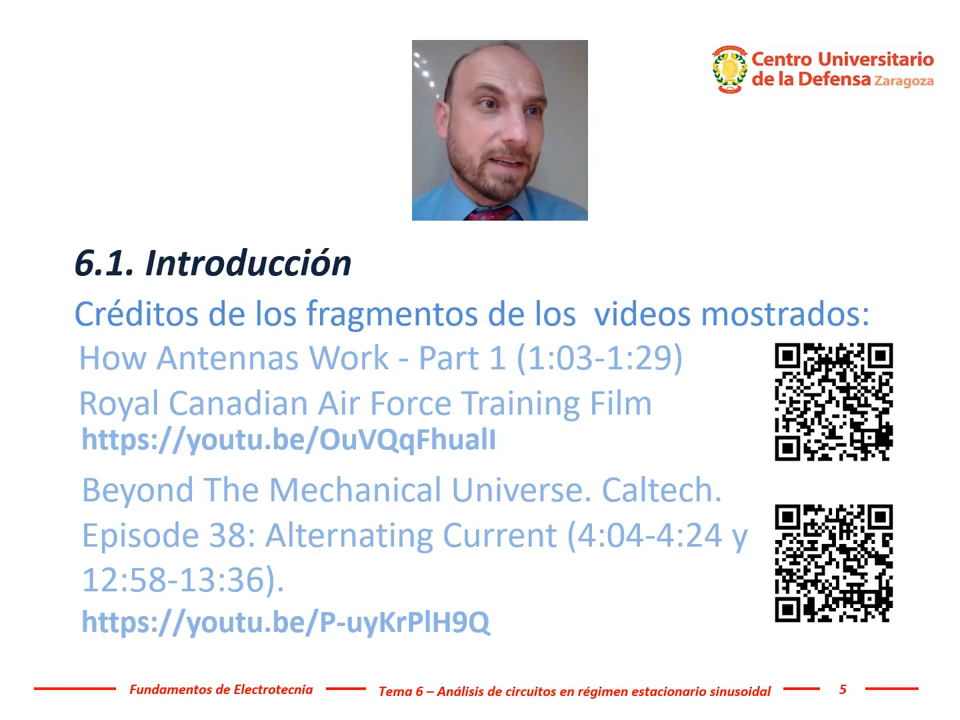 Centro Universitario
de la Defensa Zaragoza
6.1. Introducción
Créditos de los fragmentos de los  videos mostrados:
How Antennas Work - Part 1 (1:03-1:29)
Royal Canadian Air Force Training Film
https://youtu.be/OuVQqFhualI
Beyond The Mechanical Universe. Caltech.
Episode 38: Alternating Current (4:04-4:24 y
12:58-13:36).
https://youtu.be/P-uyKrPlH9Q
Fundamentos de Electrotecnia
Tema 6 – Análisis de circuitos en régimen estacionario sinusoidal
5